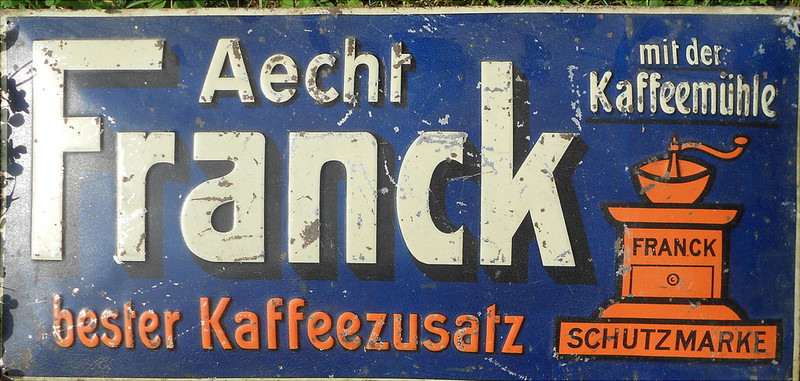 Aecht
Franck
bester Kaffeezusatz
mit der
Kaffeemühle
FRANCK
SCHUTZMARKE